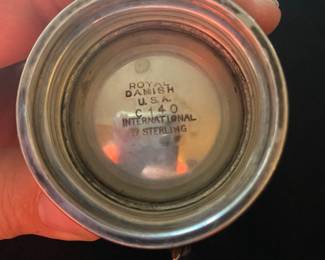 ROYAL
DANISH
U.S.A.
C 140
INTERNATIONAL
STERLING